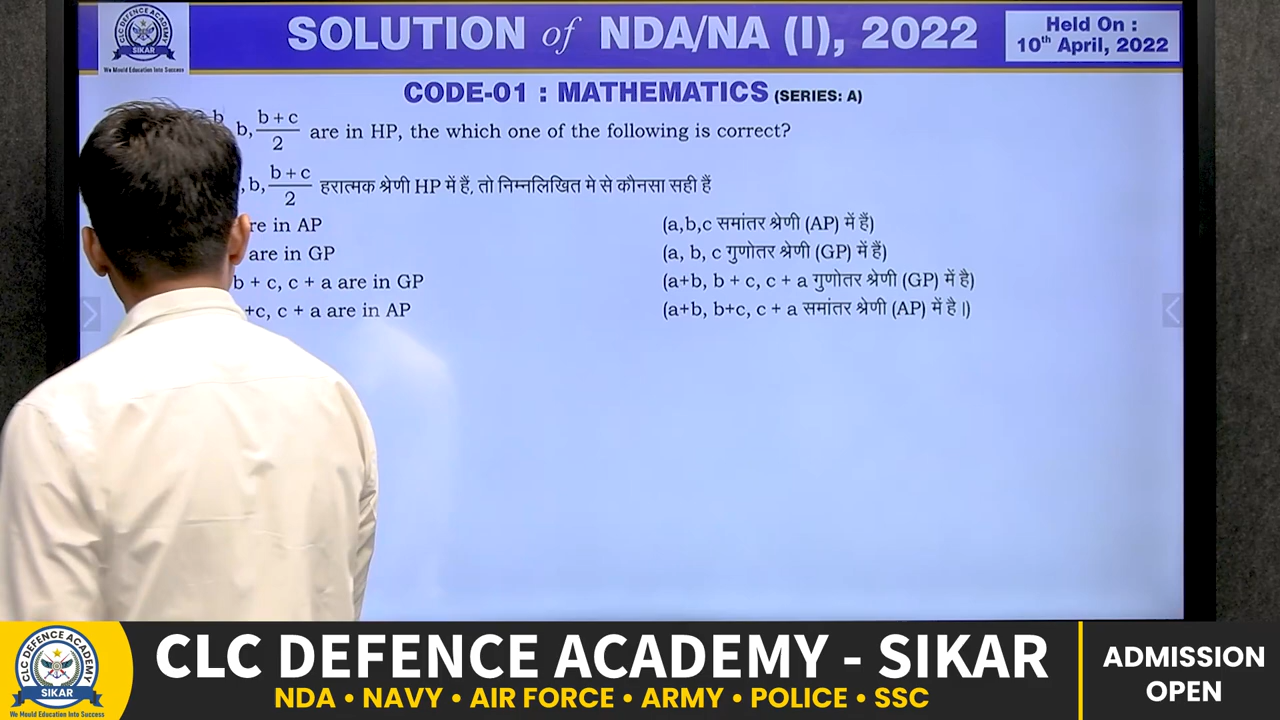 CLC DEFENCE ACADEMY
SIKAR
We Mould Education Into Success
SOLUTION of NDA/NA (I), 2022
Held On :
10th April, 2022
CODE-01 : MATHEMATICS (SERIES: A)
b, b+c/2 are in HP, the which one of the following is correct?
, b, b+c/2 हरात्मक श्रेणी HP में हैं, तो निम्नलिखित मे से कौनसा सही हैं
re in AP (a,b,c समांतर श्रेणी (AP) में हैं)
are in GP (a, b, c गुणोतर श्रेणी (GP) में हैं)
b + c, c + a are in GP (a+b, b + c, c + a गुणोतर श्रेणी (GP) में है)
+c, c + a are in AP (a+b, b+c, c + a समांतर श्रेणी (AP) में है।)
CLC DEFENCE ACADEMY
SIKAR
We Mould Education Into Success
CLC DEFENCE ACADEMY - SIKAR
NDA • NAVY • AIR FORCE • ARMY • POLICE • SSC
ADMISSION
OPEN